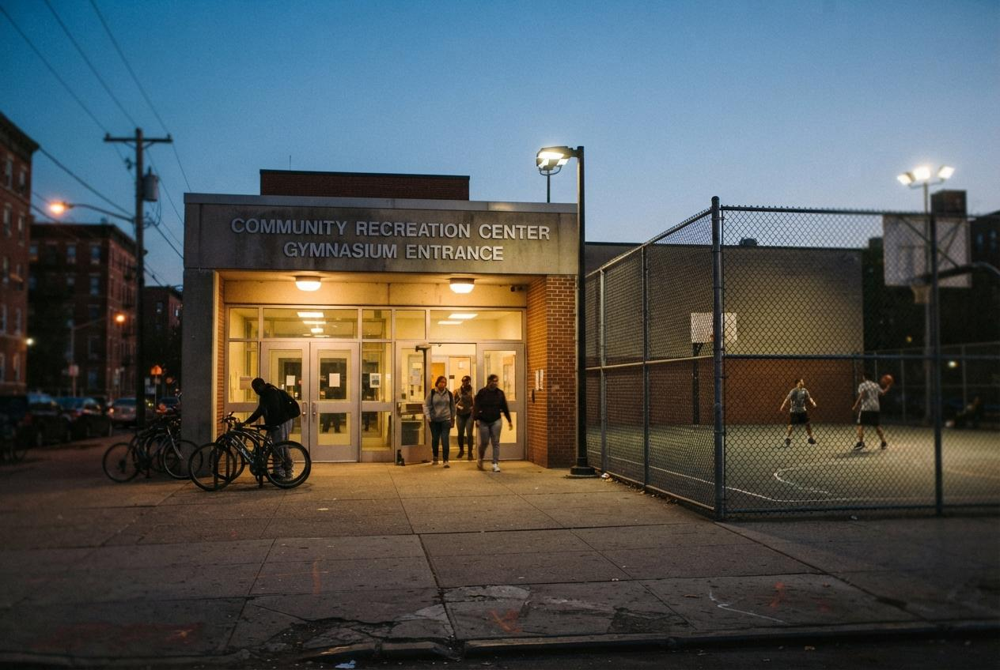 COMMUNITY RECREATION CENTER
GYMNASIUM ENTRANCE